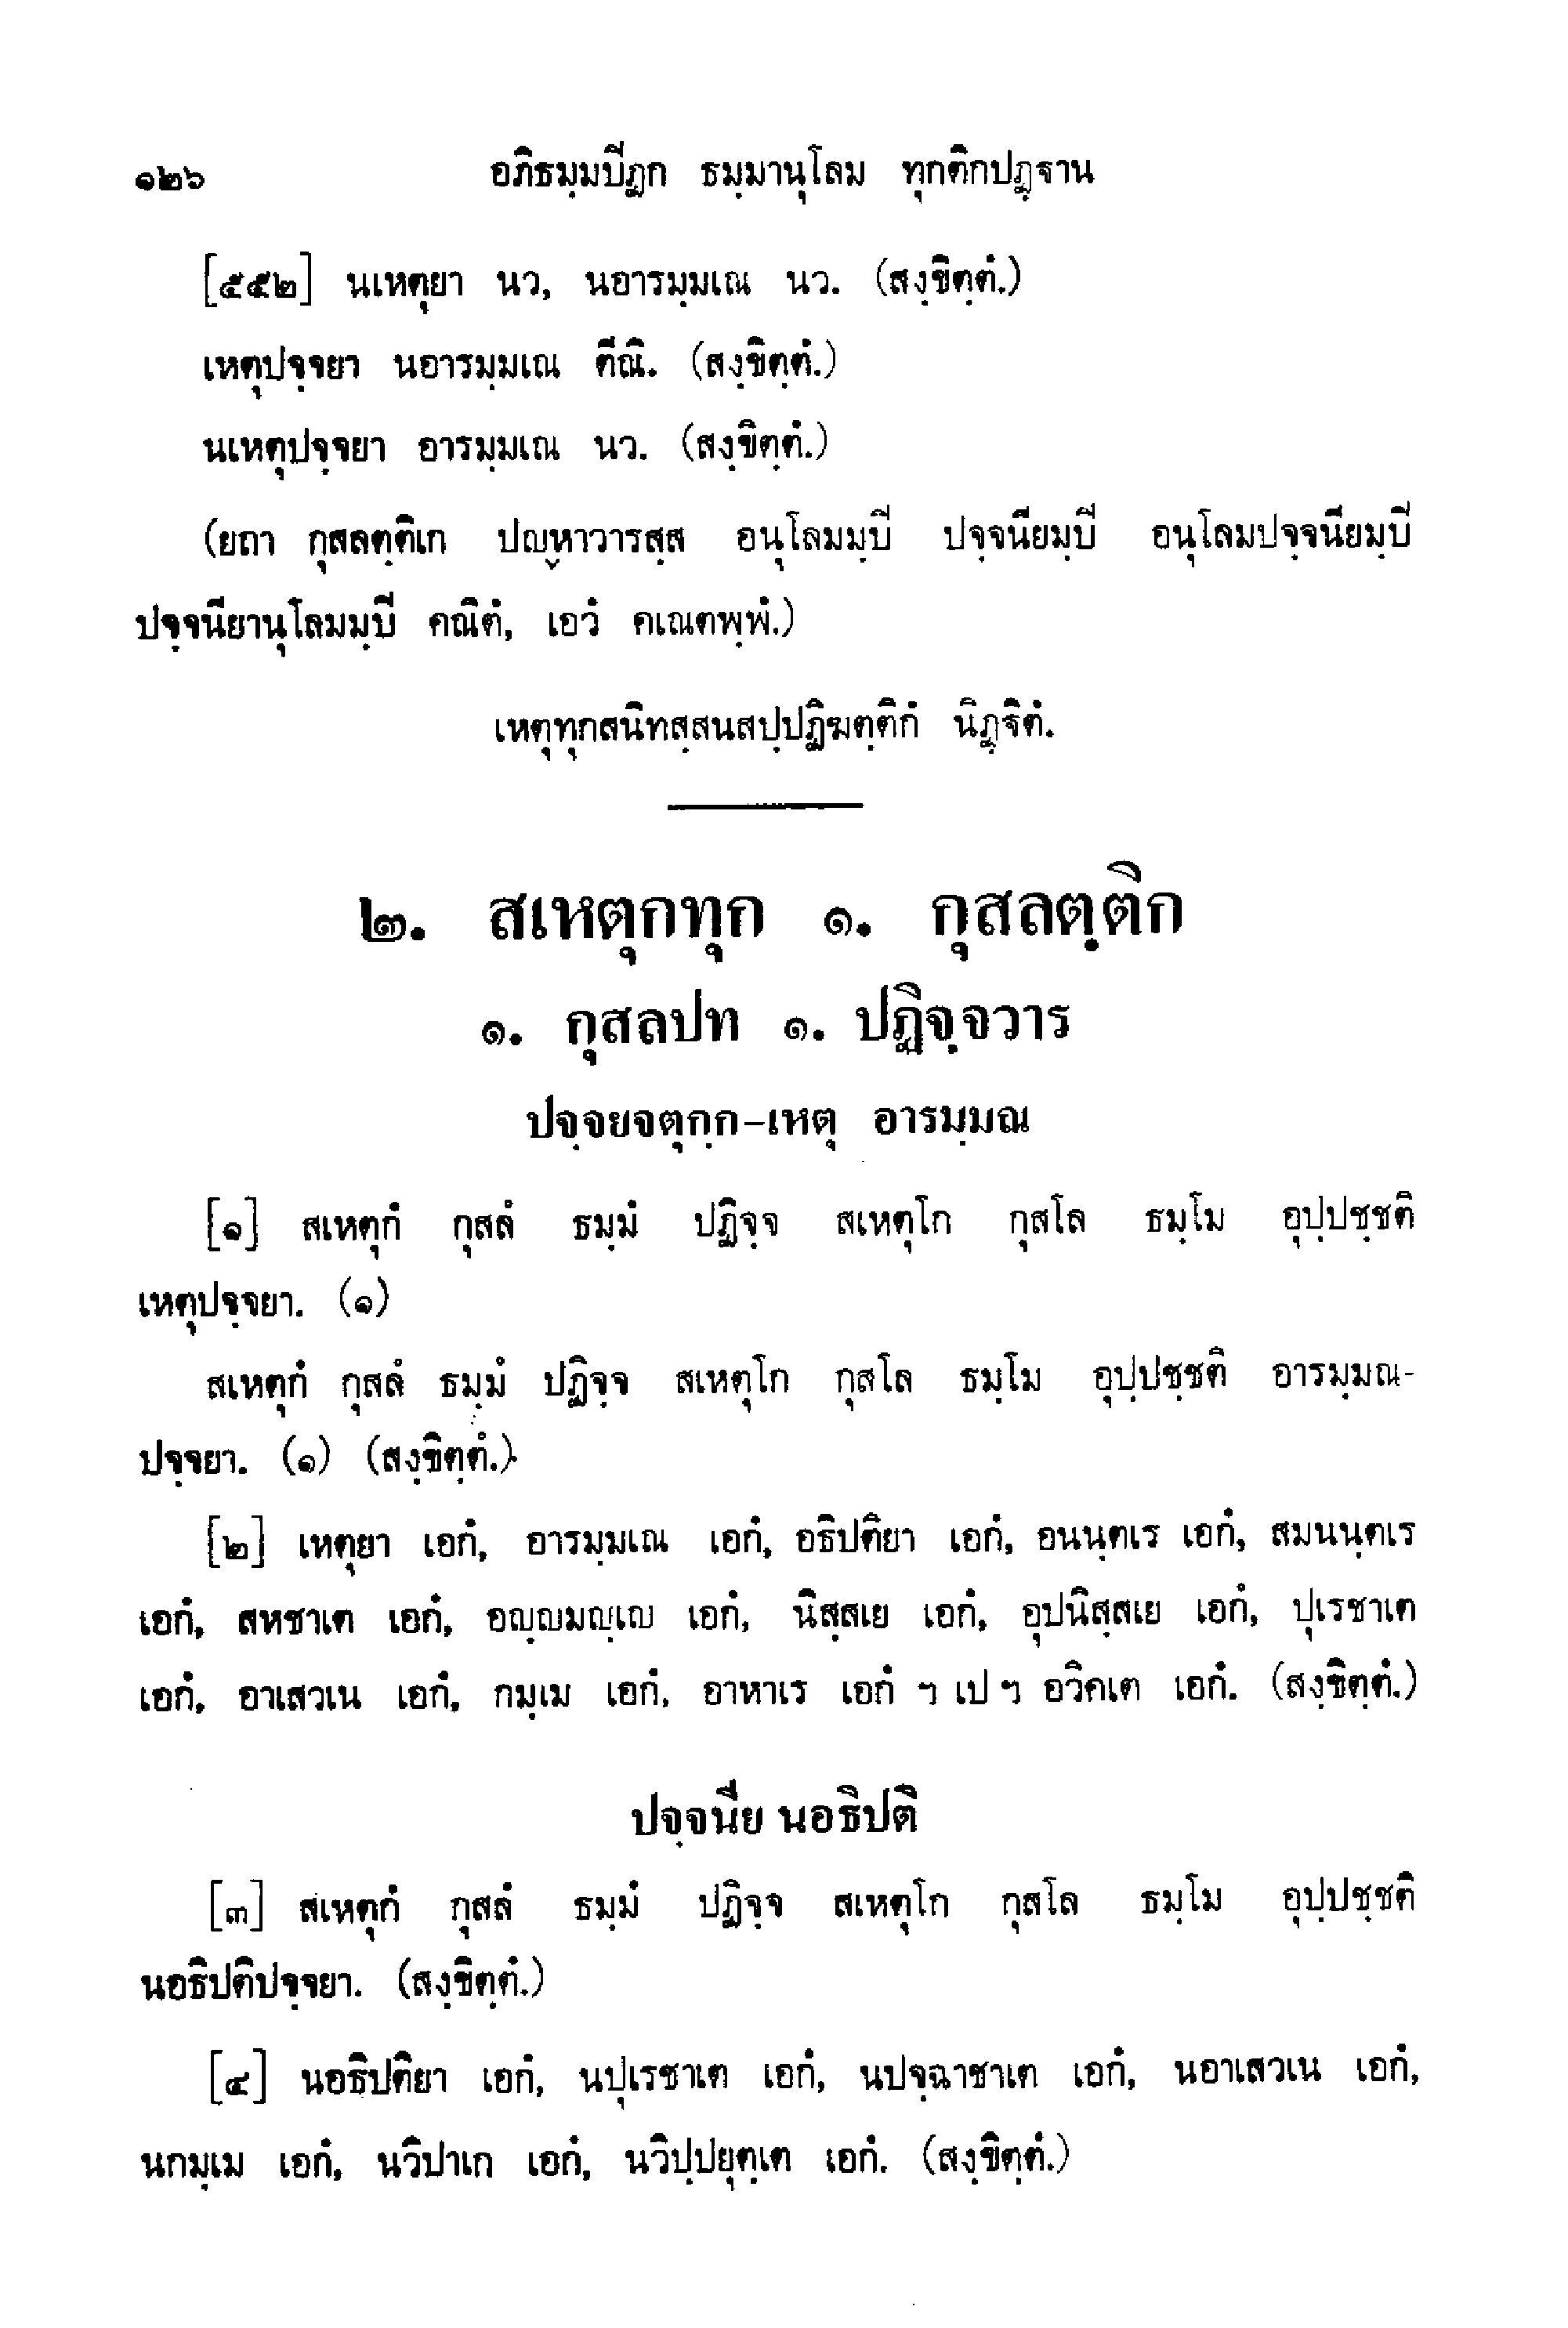 ๑๒๖ อภิธมฺมปิฏก ธมฺมานุโลม ทุกติกปฏฺฐาน
[๕๕๒] นเหตุยา นว, นอารมฺมเณ นว. (สงฺขิตฺตํ.)
เหตุปจฺจยา นอารมฺมเณ ตีณิ. (สงฺขิตฺตํ.)
นเหตุปจฺจยา อารมฺมเณ นว. (สงฺขิตฺตํ.)
(ยถา กุสลตฺติเก ปญฺหาวารสฺส อนุโลมมฺปิ ปจฺจนียมฺปิ อนุโลมปจฺจนียมฺปิ
ปจฺจนียานุโลมมฺปิ คณิตํ, เอวํ คเณตพฺพํ.)
เหตุทุกสนิทสฺสนสปฺปฏิฆตฺติกํ นิฏฺฐิตํ.
๒. สเหตุกทุก ๑. กุสลตฺติก
๑. กุสลปท ๑. ปฏิจฺจวาร
ปจฺจยจตุกฺก-เหตุ อารมฺมณ
[๑] สเหตุกํ กุสลํ ธมฺมํ ปฏิจฺจ สเหตุโก กุสโล ธมฺโม อุปฺปชฺชติ
เหตุปจฺจยา. (๑)
สเหตุกํ กุสลํ ธมฺมํ ปฏิจฺจ สเหตุโก กุสโล ธมฺโม อุปฺปชฺชติ อารมฺมณ-
ปจฺจยา. (๑) (สงฺขิตฺตํ.)
[๒] เหตุยา เอกํ, อารมฺมเณ เอกํ, อธิปติยา เอกํ, อนนฺตเร เอกํ, สมนนฺตเร
เอกํ, สหชาเต เอกํ, อญฺญมญฺเญ เอกํ, นิสฺสเย เอกํ, อุปนิสฺสเย เอกํ, ปุเรชาเต
เอกํ, อาเสวเน เอกํ, กมฺเม เอกํ, อาหาเร เอกํ ฯ เป ฯ อวิคเต เอกํ. (สงฺขิตฺตํ.)
ปจฺจนีย นอธิปติ
[๓] สเหตุกํ กุสลํ ธมฺมํ ปฏิจฺจ สเหตุโก กุสโล ธมฺโม อุปฺปชฺชติ
นอธิปติปจฺจยา. (สงฺขิตฺตํ.)
[๔] นอธิปติยา เอกํ, นปุเรชาเต เอกํ, นปจฺฉาชาเต เอกํ, นอาเสวเน เอกํ,
นกมฺเม เอกํ, นวิปาเก เอกํ, นวิปฺปยุตฺเต เอกํ. (สงฺขิตฺตํ.)